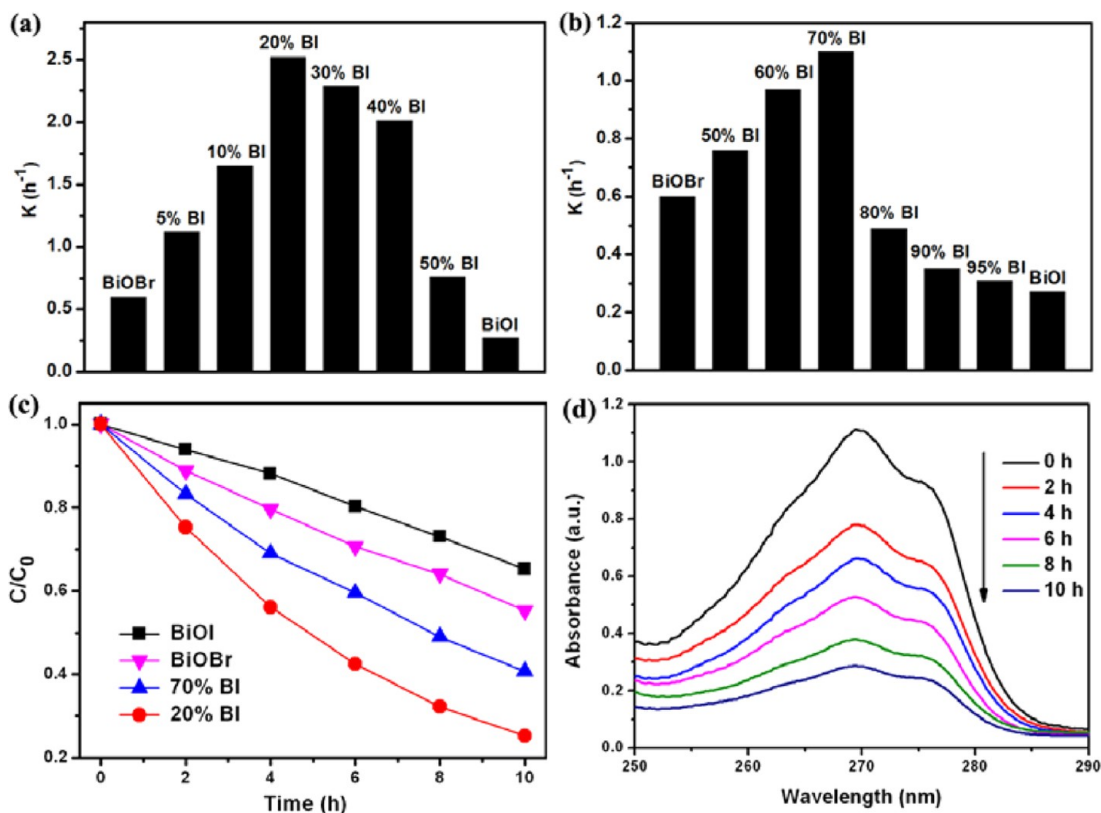 (a)
K (h⁻¹)
2.5
2.0
1.5
1.0
0.5
0.0
BiOBr
5% BI
10% BI
20% BI
30% BI
40% BI
50% BI
BiOI
(b)
K (h⁻¹)
1.2
1.0
0.8
0.6
0.4
0.2
0.0
BiOBr
50% BI
60% BI
70% BI
80% BI
90% BI
95% BI
BiOI
(c)
C/C₀
1.0
0.8
0.6
0.4
0.2
BiOI
BiOBr
70% BI
20% BI
0 2 4 6 8 10
Time (h)
(d)
Absorbance (a.u.)
1.2
1.0
0.8
0.6
0.4
0.2
0.0
0 h
2 h
4 h
6 h
8 h
10 h
250 260 270 280 290
Wavelength (nm)